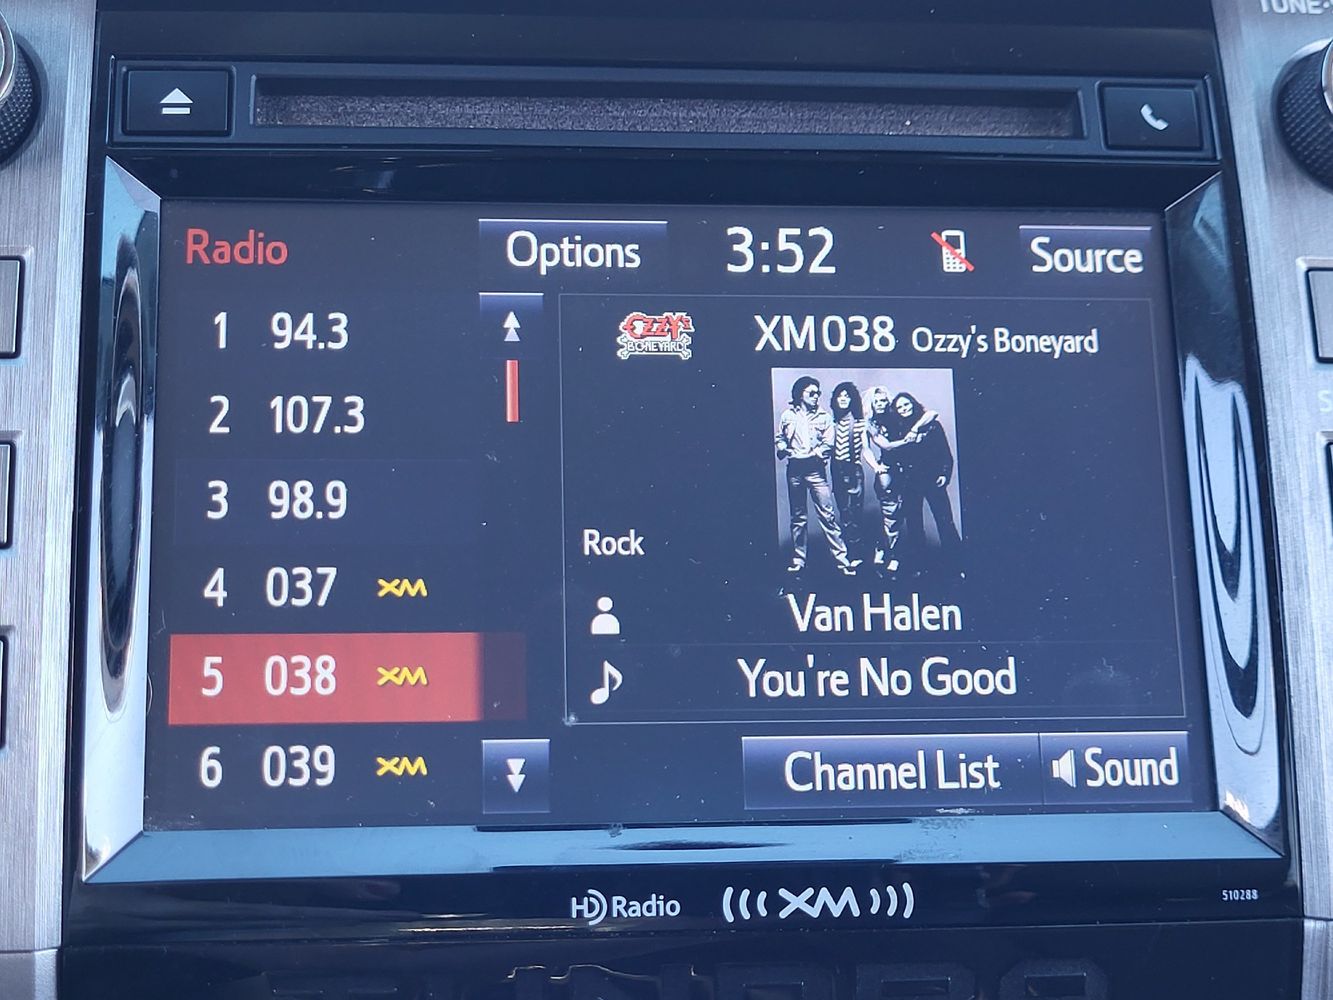 TUNE
Radio
Options
3:52
Source
1 94.3
2 107.3
3 98.9
4 037 XM
5 038 XM
6 039 XM
OZZY'S
BONEYARD
XM038 Ozzy's Boneyard
Rock
Van Halen
You're No Good
Channel List
Sound
HD Radio
(((XM)))
510288